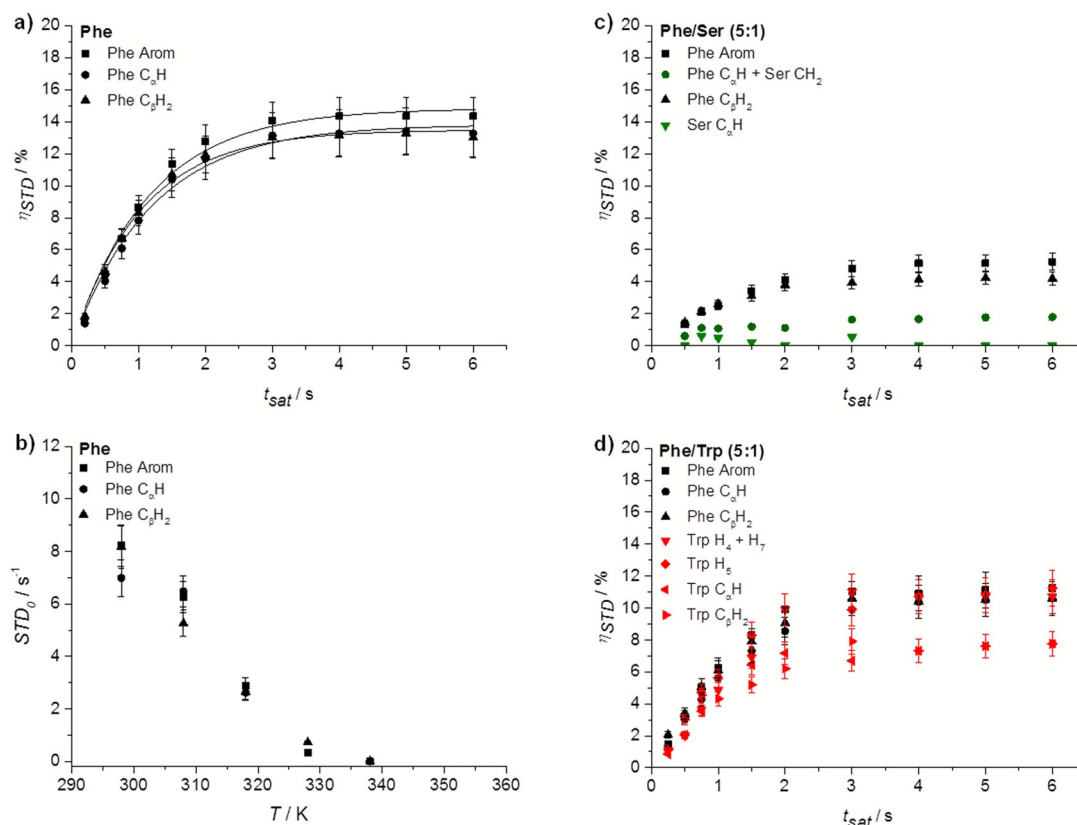 a)
Phe
Phe Arom
Phe CαH
Phe CβH2
20
18
16
14
12
10
8
6
4
2
0
ηSTD / %
0
1
2
3
4
5
6
tsat / s
c)
Phe/Ser (5:1)
Phe Arom
Phe CαH + Ser CH2
Phe CβH2
Ser CαH
20
18
16
14
12
10
8
6
4
2
0
ηSTD / %
0
1
2
3
4
5
6
tsat / s
b)
Phe
Phe Arom
Phe CαH
Phe CβH2
12
10
8
6
4
2
0
STD0 / s-1
290
300
310
320
330
340
350
360
T / K
d)
Phe/Trp (5:1)
Phe Arom
Phe CαH
Phe CβH2
Trp H4 + H7
Trp H5
Trp CαH
Trp CβH2
20
18
16
14
12
10
8
6
4
2
0
ηSTD / %
0
1
2
3
4
5
6
tsat / s